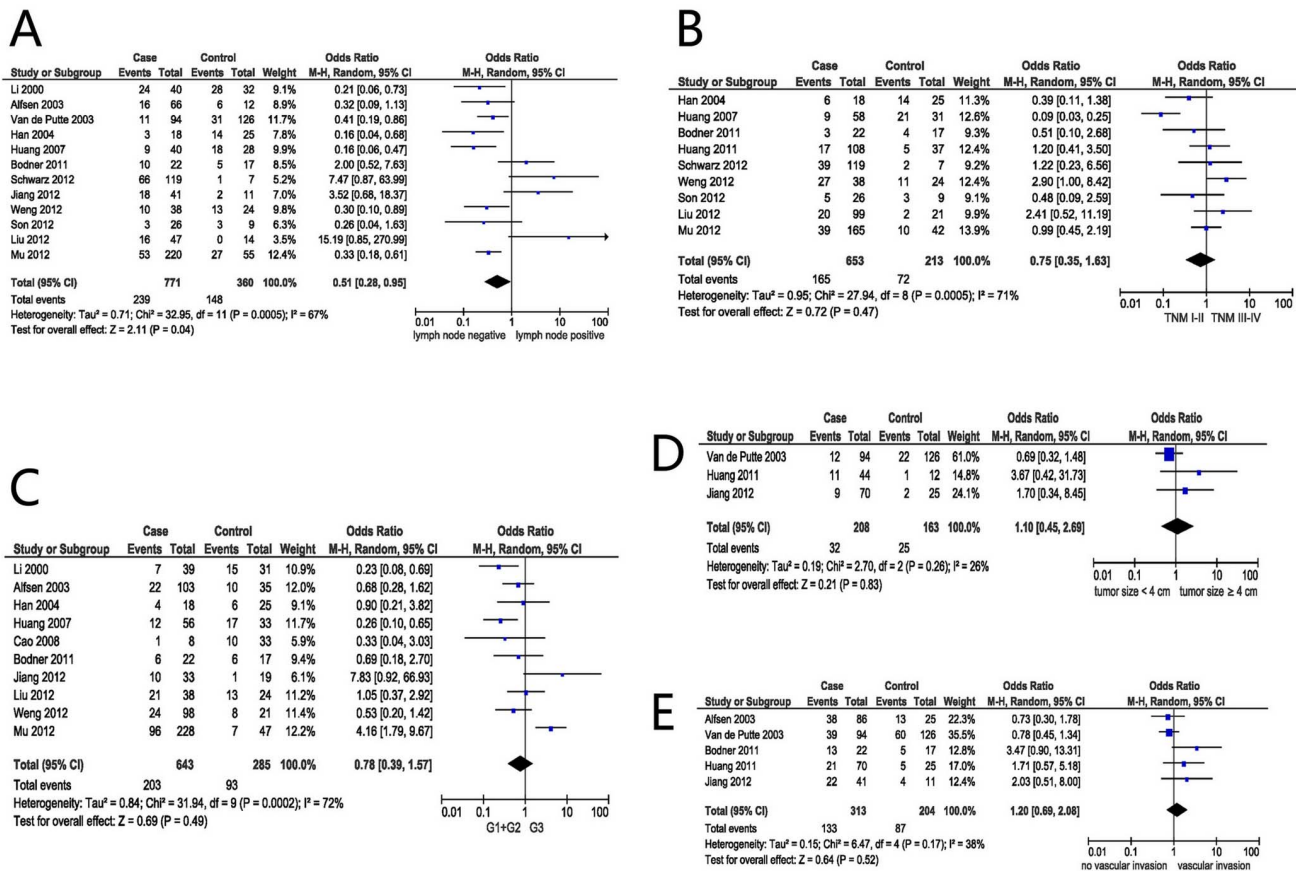 A
Case Control Odds Ratio Odds Ratio
Study or Subgroup Events Total Events Total Weight M-H, Random, 95% CI M-H, Random, 95% CI
Li 2000 24 40 28 32 9.1% 0.21 [0.06, 0.73]
Alfsen 2003 16 66 6 12 8.9% 0.32 [0.09, 1.13]
Van de Putte 2003 11 94 31 126 11.7% 0.41 [0.19, 0.86]
Han 2004 3 18 14 25 7.8% 0.16 [0.04, 0.68]
Huang 2007 9 40 18 28 9.9% 0.16 [0.06, 0.47]
Bodner 2011 10 22 5 17 8.5% 2.00 [0.52, 7.63]
Schwarz 2012 66 119 1 7 5.2% 7.47 [0.87, 63.99]
Jiang 2012 18 41 2 11 7.1% 3.52 [0.68, 18.37]
Weng 2012 10 38 13 24 9.8% 0.30 [0.10, 0.89]
Son 2012 3 26 3 9 6.1% 0.26 [0.04, 1.63]
Liu 2012 16 47 0 14 3.5% 15.19 [0.85, 270.99]
Mu 2012 53 220 27 55 12.4% 0.33 [0.18, 0.61]
Total (95% CI) 771 360 100.0% 0.51 [0.28, 0.95]
Total events 239 148
Heterogeneity: Tau² = 0.71; Chi² = 32.95, df = 11 (P = 0.0005); I² = 67%
Test for overall effect: Z = 2.11 (P = 0.04)
0.01 0.1 1 10 100
lymph node negative lymph node positive
B
Case Control Odds Ratio Odds Ratio
Study or Subgroup Events Total Events Total Weight M-H, Random, 95% CI M-H, Random, 95% CI
Han 2004 6 18 14 25 11.3% 0.39 [0.11, 1.38]
Huang 2007 9 58 21 31 12.6% 0.09 [0.03, 0.25]
Bodner 2011 3 22 4 17 9.3% 0.51 [0.10, 2.68]
Huang 2011 17 108 5 37 12.4% 1.20 [0.41, 3.50]
Schwarz 2012 39 119 2 7 9.2% 1.22 [0.23, 6.56]
Weng 2012 27 38 11 24 12.4% 2.90 [1.00, 8.42]
Son 2012 5 26 3 9 9.1% 0.48 [0.09, 2.59]
Liu 2012 20 99 2 21 9.9% 2.41 [0.52, 11.19]
Mu 2012 39 165 10 42 13.9% 0.99 [0.45, 2.19]
Total (95% CI) 653 213 100.0% 0.75 [0.35, 1.63]
Total events 165 72
Heterogeneity: Tau² = 0.95; Chi² = 27.94, df = 8 (P = 0.0005); I² = 71%
Test for overall effect: Z = 0.72 (P = 0.47)
0.01 0.1 1 10 100
TNM I-II TNM III-IV
C
Case Control Odds Ratio Odds Ratio
Study or Subgroup Events Total Events Total Weight M-H, Random, 95% CI M-H, Random, 95% CI
Li 2000 7 39 15 31 10.9% 0.23 [0.08, 0.69]
Alfsen 2003 22 103 10 35 12.0% 0.68 [0.28, 1.62]
Han 2004 4 18 6 25 9.1% 0.90 [0.21, 3.82]
Huang 2007 12 56 17 33 11.7% 0.26 [0.10, 0.65]
Cao 2008 1 8 10 33 5.9% 0.33 [0.04, 3.03]
Bodner 2011 6 22 6 17 9.4% 0.69 [0.18, 2.70]
Jiang 2012 10 33 1 19 6.1% 7.83 [0.92, 66.93]
Liu 2012 21 38 13 24 11.2% 1.05 [0.37, 2.92]
Weng 2012 24 98 8 21 11.4% 0.53 [0.20, 1.42]
Mu 2012 96 228 7 47 12.2% 4.16 [1.79, 9.67]
Total (95% CI) 643 285 100.0% 0.78 [0.39, 1.57]
Total events 203 93
Heterogeneity: Tau² = 0.84; Chi² = 31.94, df = 9 (P = 0.0002); I² = 72%
Test for overall effect: Z = 0.69 (P = 0.49)
0.01 0.1 1 10 100
G1+G2 G3
D
Case Control Odds Ratio Odds Ratio
Study or Subgroup Events Total Events Total Weight M-H, Random, 95% CI M-H, Random, 95% CI
Van de Putte 2003 12 94 22 126 61.0% 0.69 [0.32, 1.48]
Huang 2011 11 44 1 12 14.8% 3.67 [0.42, 31.73]
Jiang 2012 9 70 2 25 24.1% 1.70 [0.34, 8.45]
Total (95% CI) 208 163 100.0% 1.10 [0.45, 2.69]
Total events 32 25
Heterogeneity: Tau² = 0.19; Chi² = 2.70, df = 2 (P = 0.26); I² = 26%
Test for overall effect: Z = 0.21 (P = 0.83)
0.01 0.1 1 10 100
tumor size < 4 cm tumor size ≥ 4 cm
E
Case Control Odds Ratio Odds Ratio
Study or Subgroup Events Total Events Total Weight M-H, Random, 95% CI M-H, Random, 95% CI
Alfsen 2003 38 86 13 25 22.3% 0.73 [0.30, 1.78]
Van de Putte 2003 39 94 60 126 35.5% 0.78 [0.45, 1.34]
Bodner 2011 13 22 5 17 12.8% 3.47 [0.90, 13.31]
Huang 2011 21 70 5 25 17.0% 1.71 [0.57, 5.18]
Jiang 2012 22 41 4 11 12.4% 2.03 [0.51, 8.00]
Total (95% CI) 313 204 100.0% 1.20 [0.69, 2.08]
Total events 133 87
Heterogeneity: Tau² = 0.15; Chi² = 6.47, df = 4 (P = 0.17); I² = 38%
Test for overall effect: Z = 0.64 (P = 0.52)
0.01 0.1 1 10 100
no vascular invasion vascular invasion